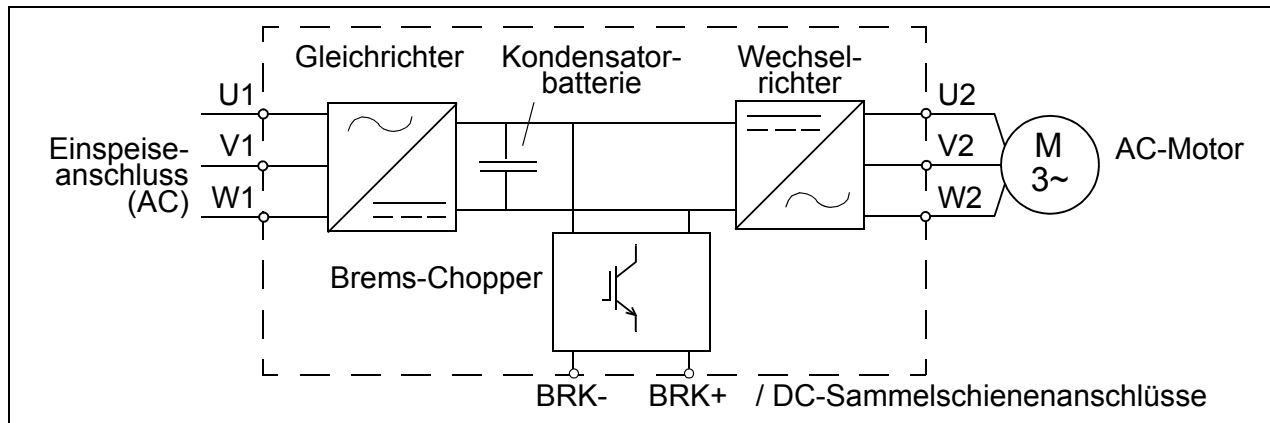 Gleichrichter
Kondensator-
batterie
Wechsel-
richter
U1
V1
W1
Einspeise-
anschluss
(AC)
U2
V2
W2
M
3~
AC-Motor
Brems-Chopper
BRK-
BRK+
/ DC-Sammelschienenanschlüsse